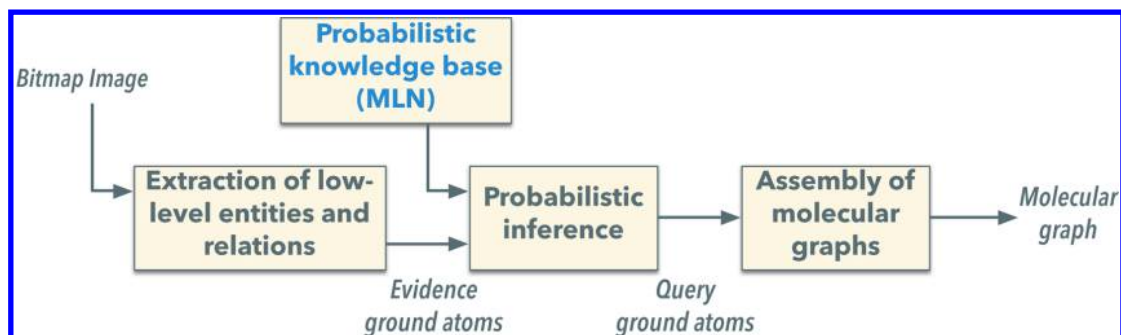 Probabilistic
knowledge base
(MLN)
Bitmap Image
Extraction of low-
level entities and
relations
Probabilistic
inference
Assembly of
molecular
graphs
Molecular
graph
Evidence
ground atoms
Query
ground atoms